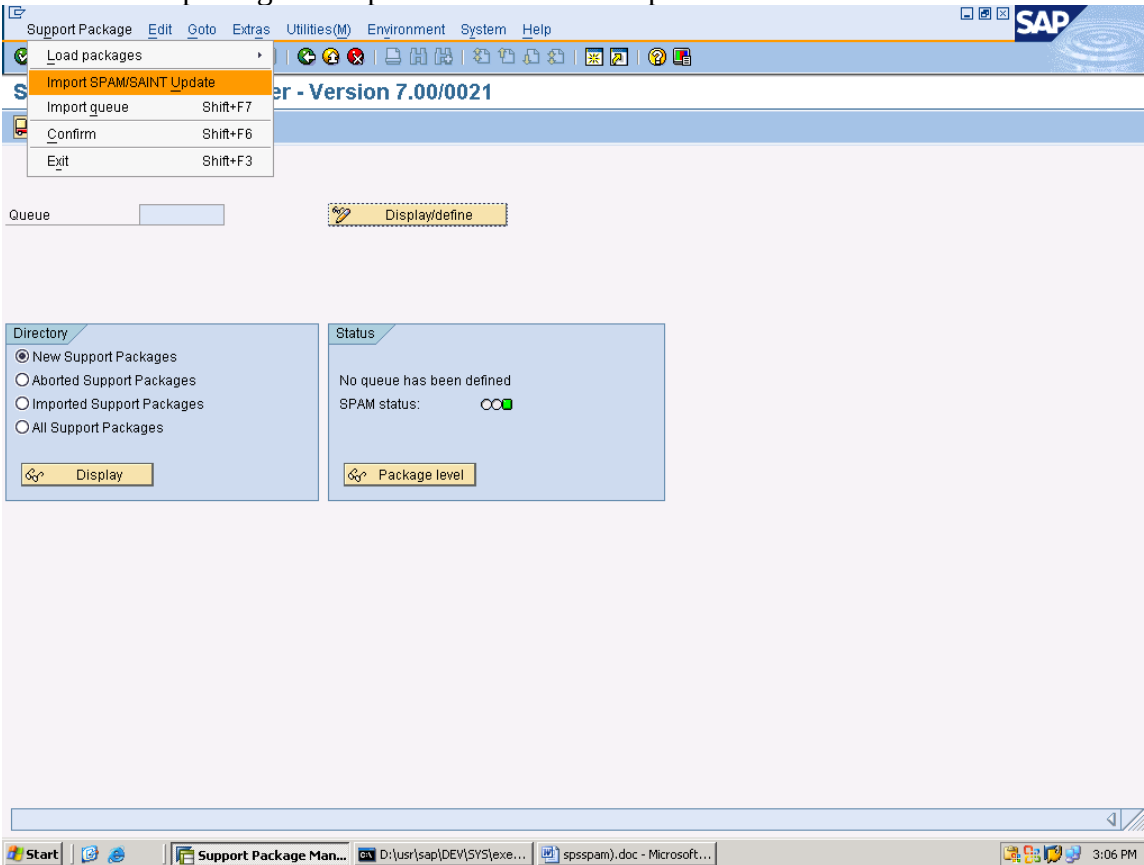 Support Package Edit Goto Extras Utilities(M) Environment System Help
SAP
Load packages
Import SPAM/SAINT Update
er - Version 7.00/0021
Import queue Shift+F7
Confirm Shift+F6
Exit Shift+F3
Queue
Display/define
Directory
Status
New Support Packages
Aborted Support Packages
No queue has been defined
Imported Support Packages
SPAM status:
All Support Packages
Display
Package level
Start
Support Package Man...
D:\usr\sap\DEV\SYS\exe...
spsspam).doc - Microsoft...
3:06 PM